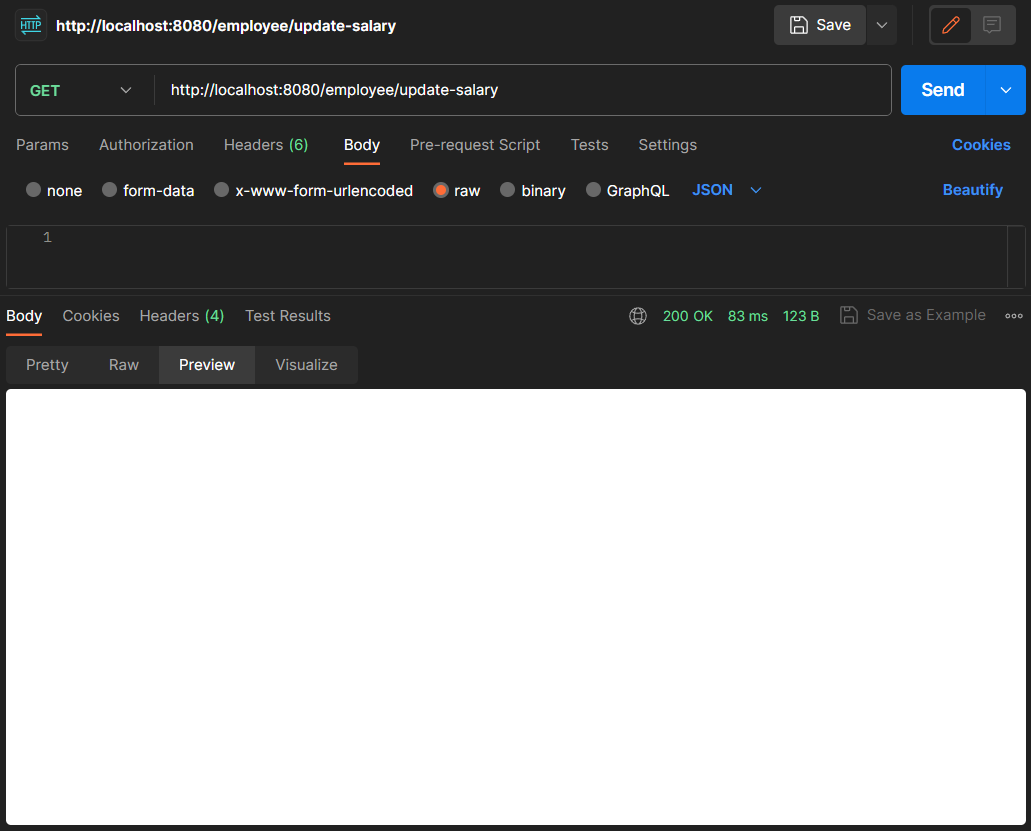 HTTP http://localhost:8080/employee/update-salary Save
GET http://localhost:8080/employee/update-salary Send
Params Authorization Headers (6) Body Pre-request Script Tests Settings Cookies
none form-data x-www-form-urlencoded raw binary GraphQL JSON Beautify
1
Body Cookies Headers (4) Test Results 200 OK 83 ms 123 B Save as Example
Pretty Raw Preview Visualize